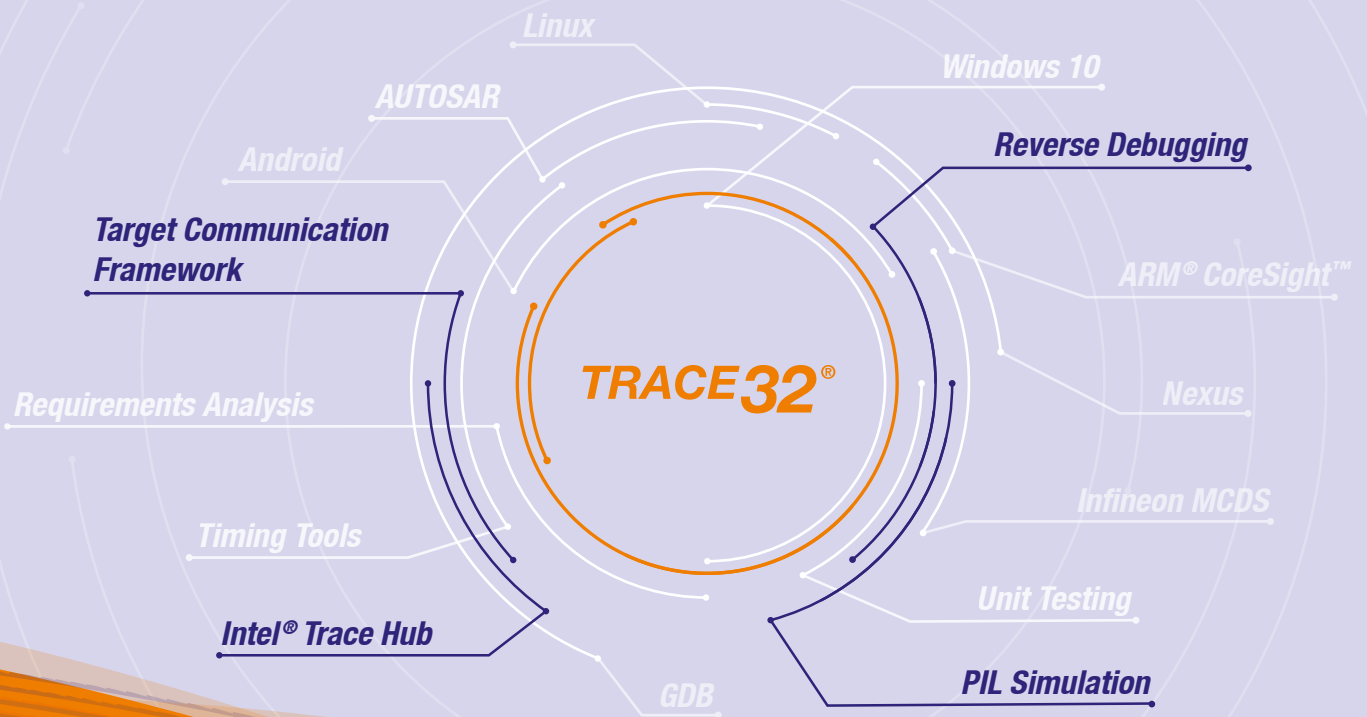 Linux
Windows 10
AUTOSAR
Reverse Debugging
Android
Target Communication
Framework
ARM® CoreSight™
TRACE32®
Requirements Analysis
Nexus
Infineon MCDS
Timing Tools
Unit Testing
Intel® Trace Hub
PIL Simulation
GDB